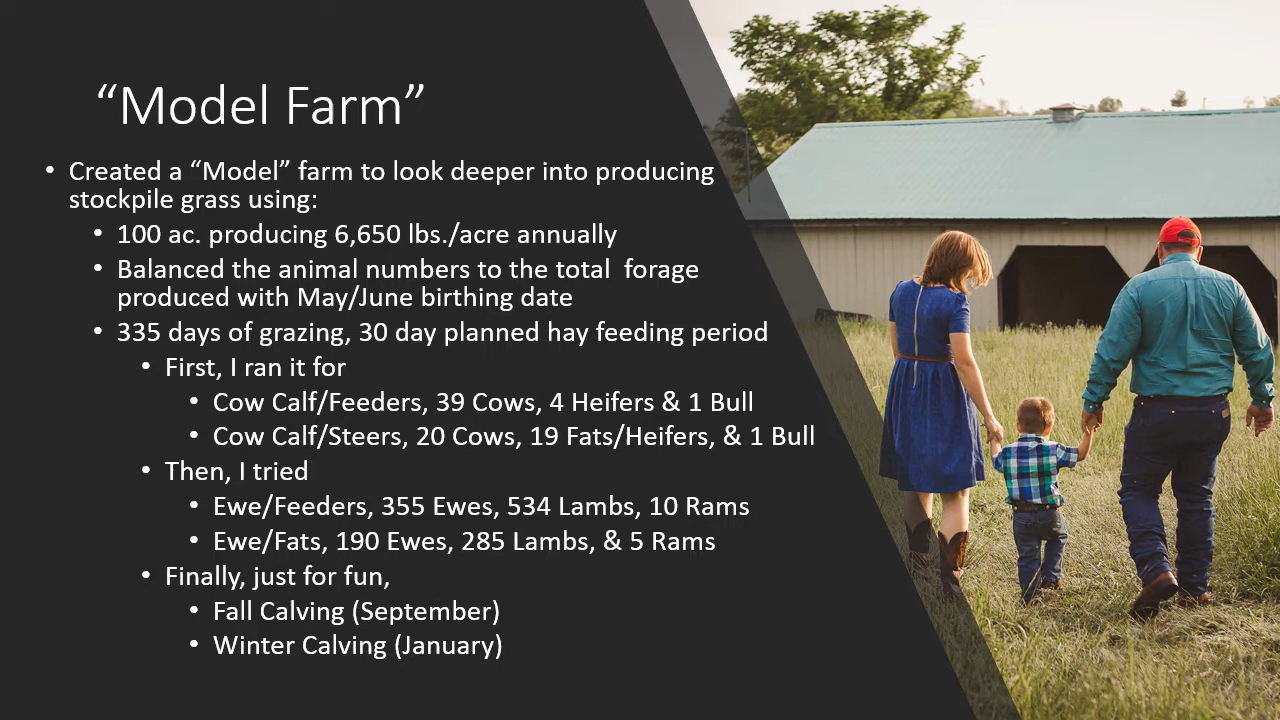 “Model Farm”
• Created a “Model” farm to look deeper into producing
stockpile grass using:
• 100 ac. producing 6,650 lbs./acre annually
• Balanced the animal numbers to the total  forage
produced with May/June birthing date
• 335 days of grazing, 30 day planned hay feeding period
• First, I ran it for
• Cow Calf/Feeders, 39 Cows, 4 Heifers & 1 Bull
• Cow Calf/Steers, 20 Cows, 19 Fats/Heifers, & 1 Bull
• Then, I tried
• Ewe/Feeders, 355 Ewes, 534 Lambs, 10 Rams
• Ewe/Fats, 190 Ewes, 285 Lambs, & 5 Rams
• Finally, just for fun,
• Fall Calving (September)
• Winter Calving (January)